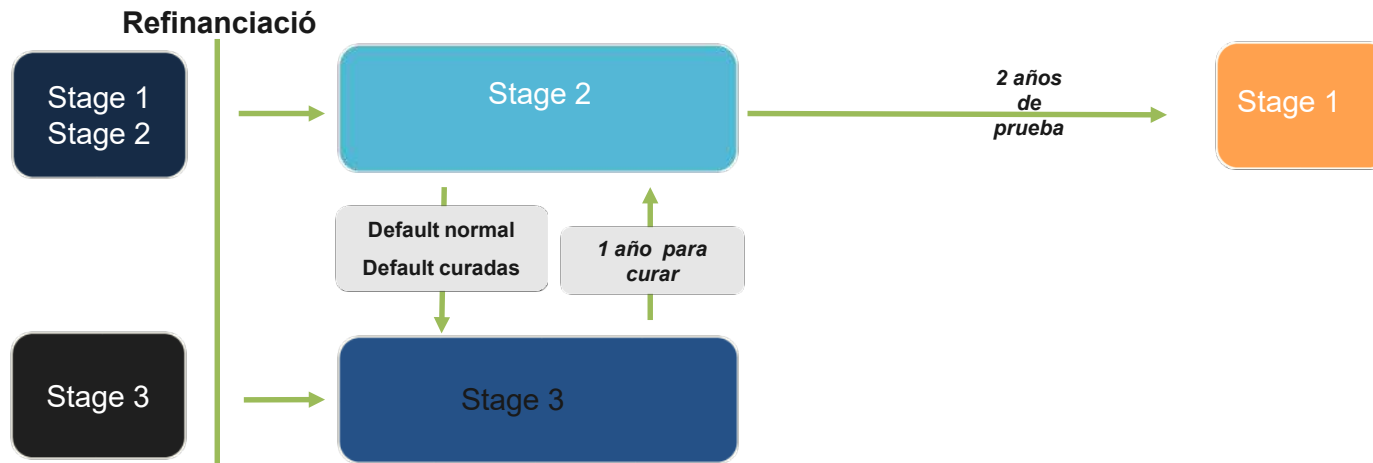 Refinanciació
Stage 1
Stage 2
Stage 2
2 años
de
prueba
Stage 1
Default normal
Default curadas
1 año para
curar
Stage 3
Stage 3